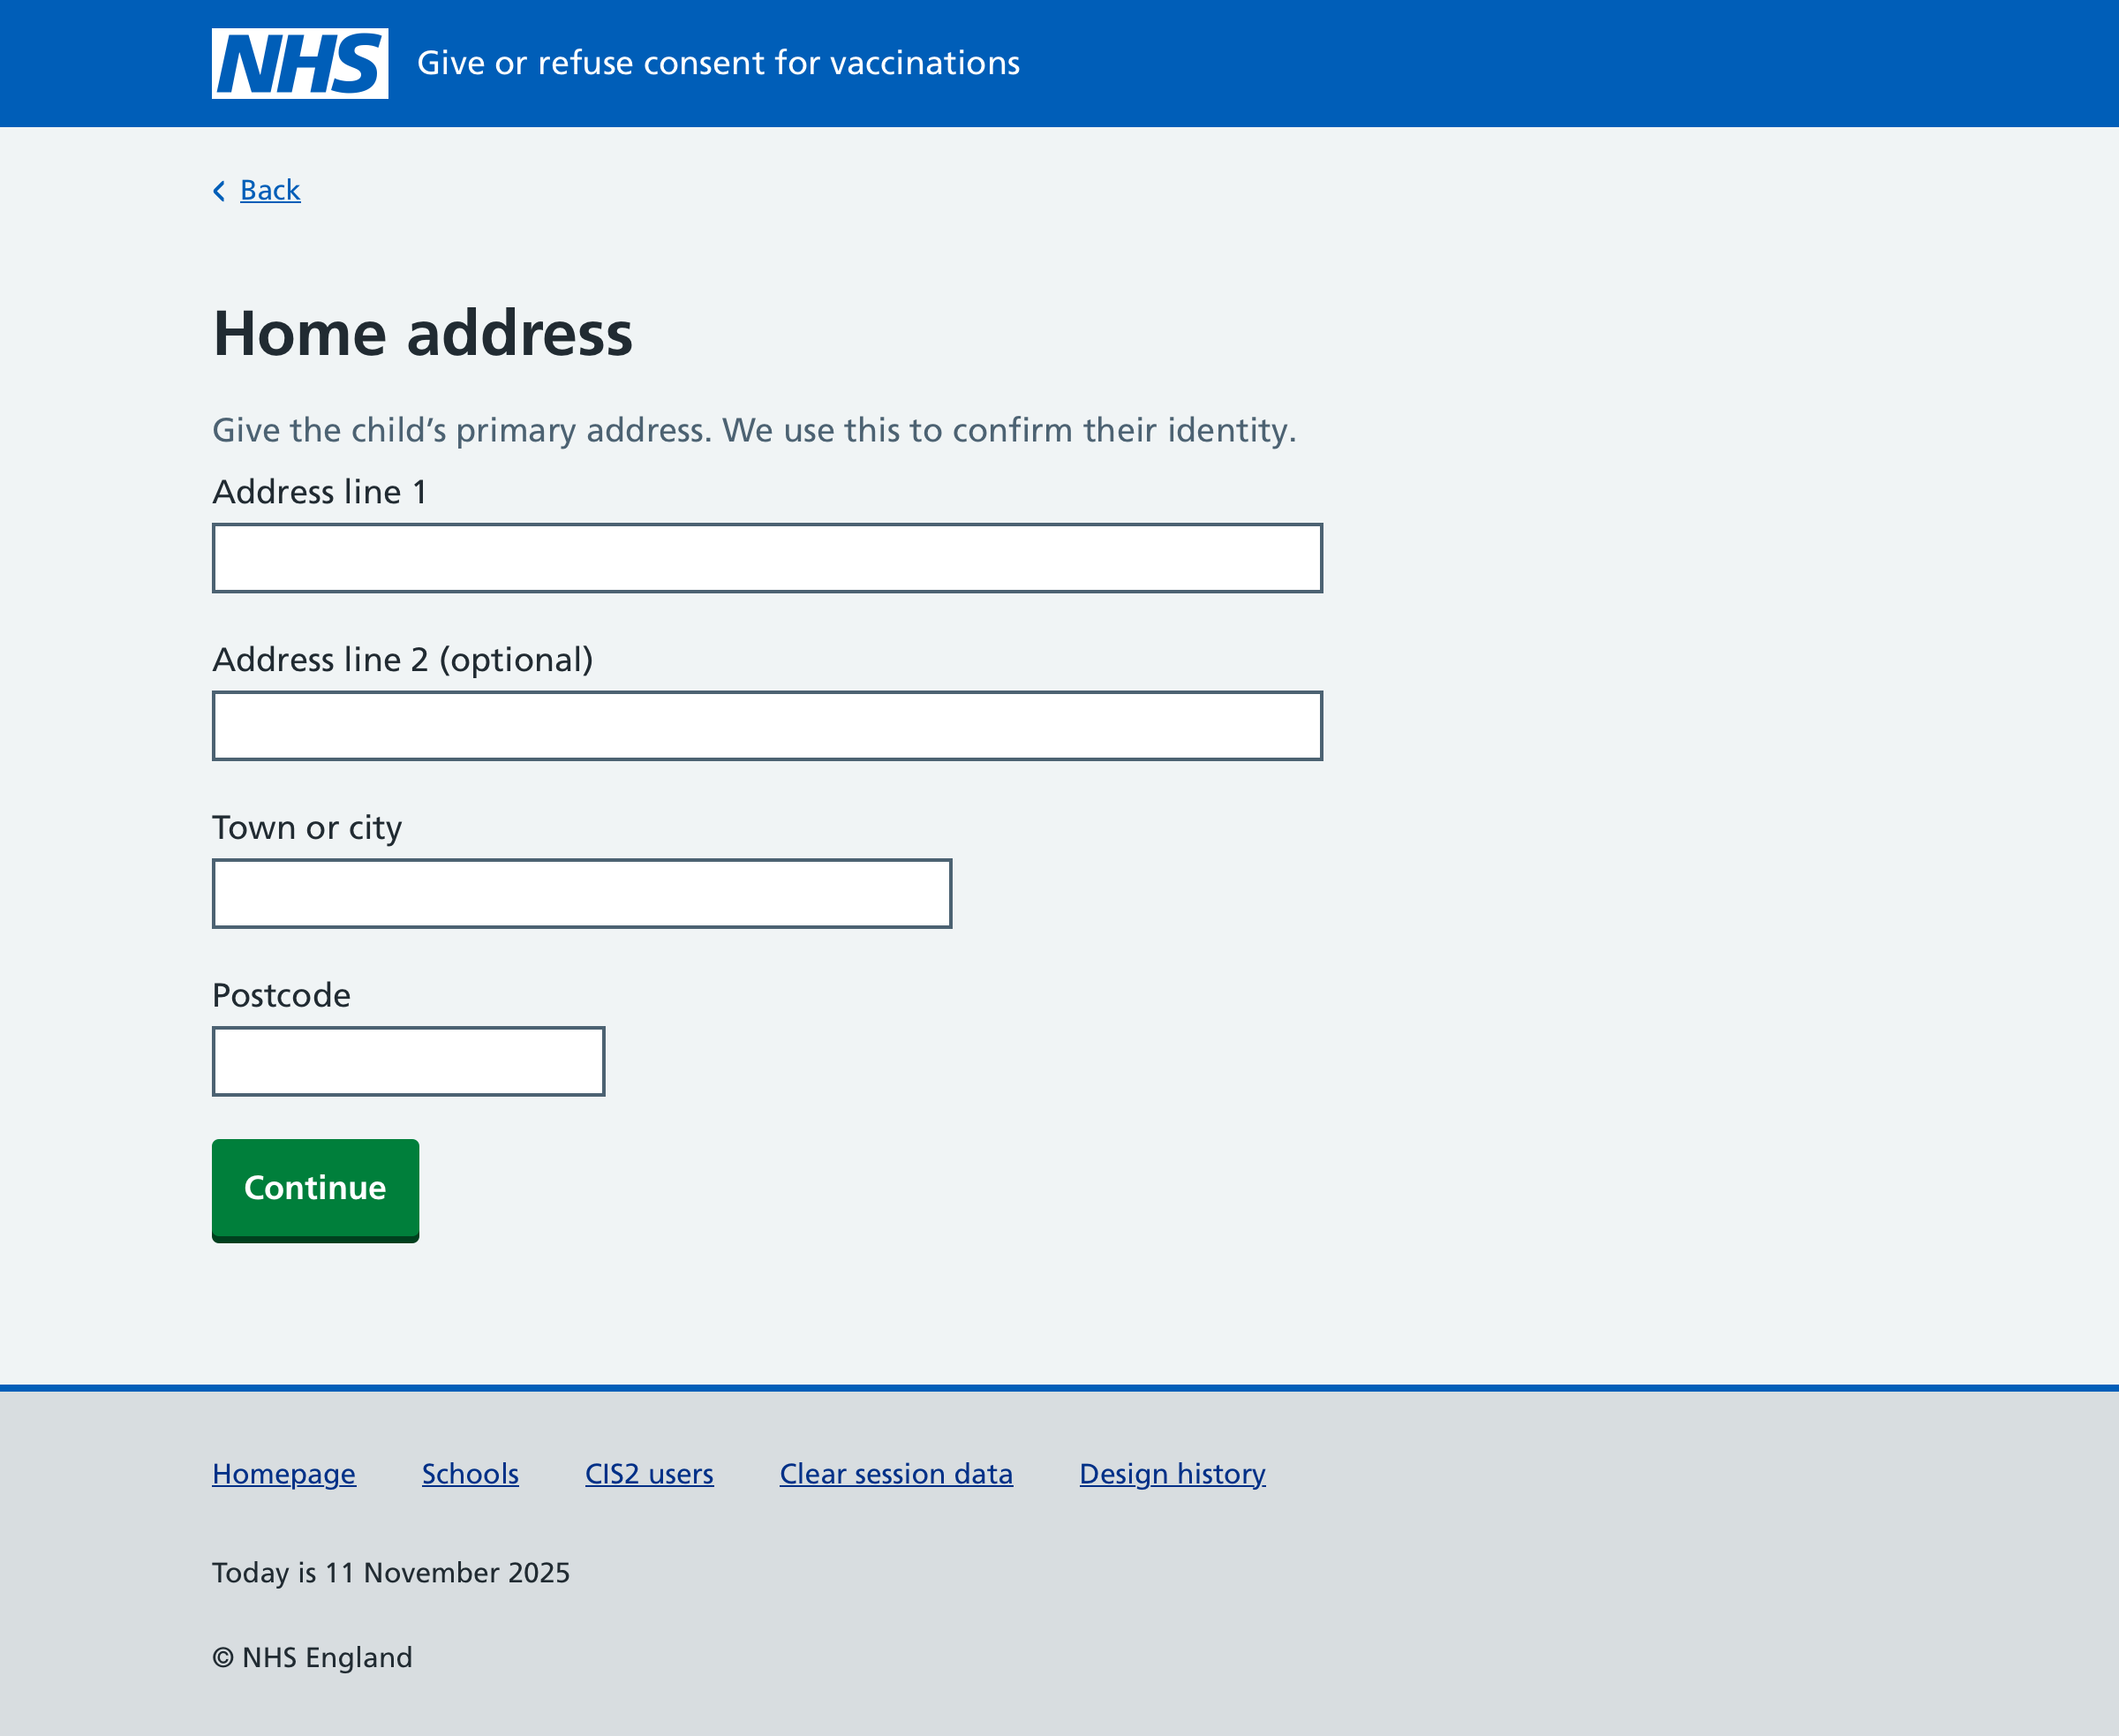 NHS Give or refuse consent for vaccinations
Back
Home address
Give the child’s primary address. We use this to confirm their identity.
Address line 1
Address line 2 (optional)
Town or city
Postcode
Continue
Homepage Schools CIS2 users Clear session data Design history
Today is 11 November 2025
© NHS England